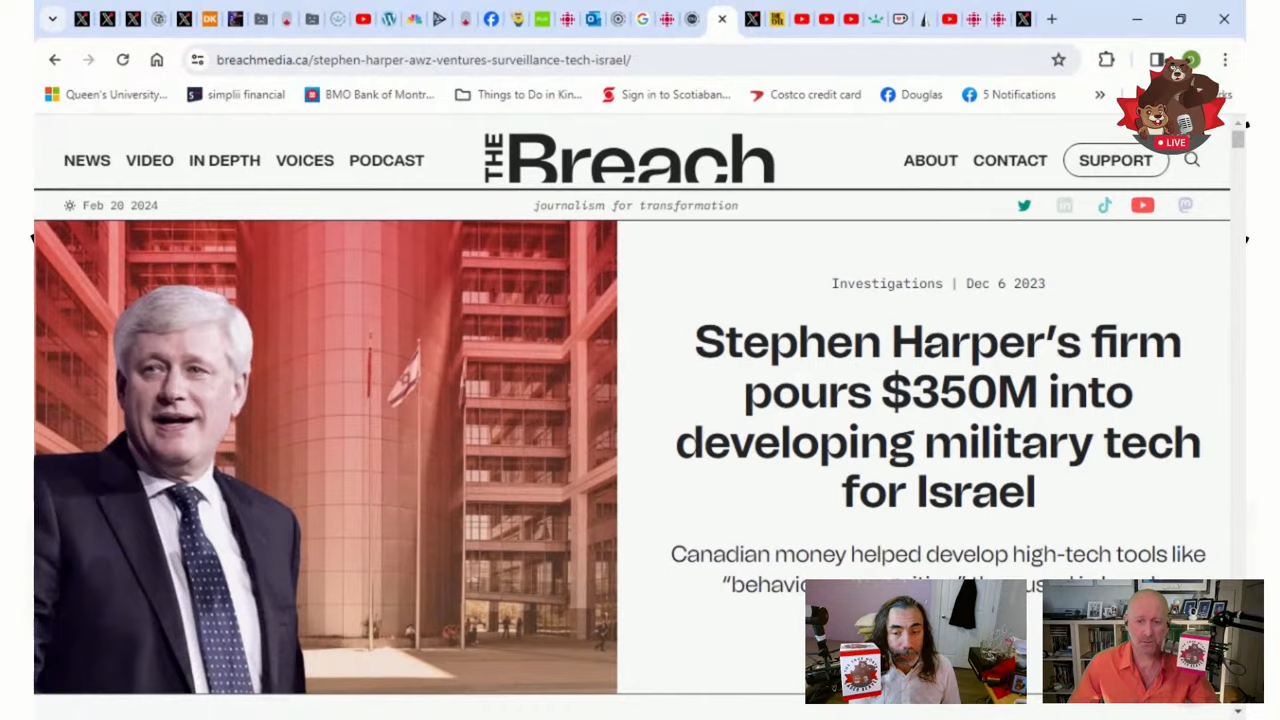 breachmedia.ca/stephen-harper-awz-ventures-surveillance-tech-israel/
Queen's University...
simplii financial
BMO Bank of Montr...
Things to Do in Kin...
Sign in to Scotiaban...
Costco credit card
Douglas
5 Notifications
LIVE
NEWS
VIDEO
IN DEPTH
VOICES
PODCAST
THE Breach
ABOUT
CONTACT
SUPPORT
Feb 20 2024
journalism for transformation
Investigations | Dec 6 2023
Stephen Harper's firm
pours $350M into
developing military tech
for Israel
Canadian money helped develop high-tech tools like